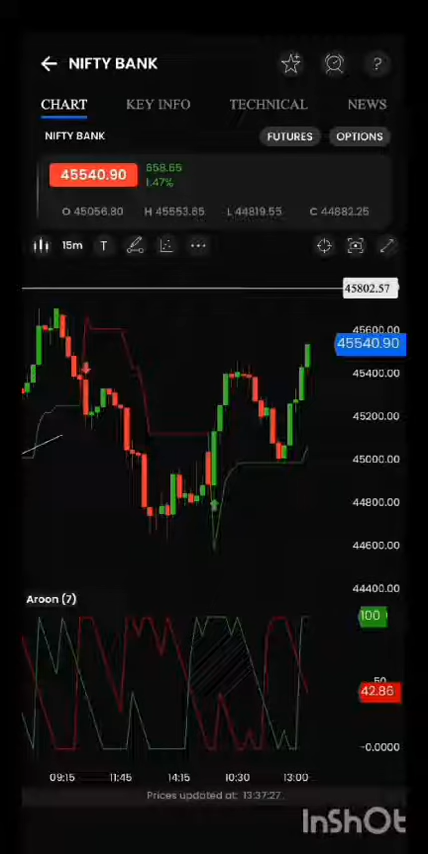 NIFTY BANK
?
CHART KEY INFO TECHNICAL NEWS
NIFTY BANK FUTURES OPTIONS
45540.90 658.65
1.47%
O 45056.80 H 45553.65 L 44819.55 C 44882.25
15m T
45802.57
45600.00
45540.90
45400.00
45200.00
45000.00
44800.00
44600.00
44400.00
Aroon (7)
100
50
42.86
-0.0000
09:15 11:45 14:15 10:30 13:00
Prices updated at: 13:37:27
InShOt